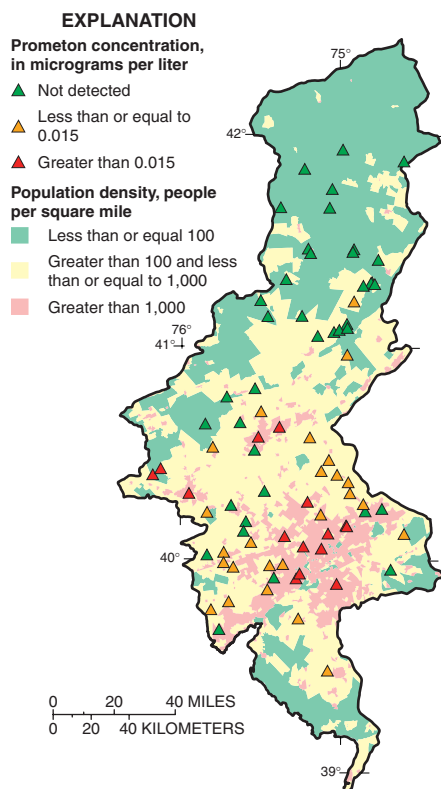 EXPLANATION
Prometon concentration,
in micrograms per liter
Not detected
Less than or equal to
0.015
Greater than 0.015
Population density, people
per square mile
Less than or equal 100
Greater than 100 and less
than or equal to 1,000
Greater than 1,000
75°
42°
76°
41°
40°
39°
0 20 40 MILES
0 20 40 KILOMETERS